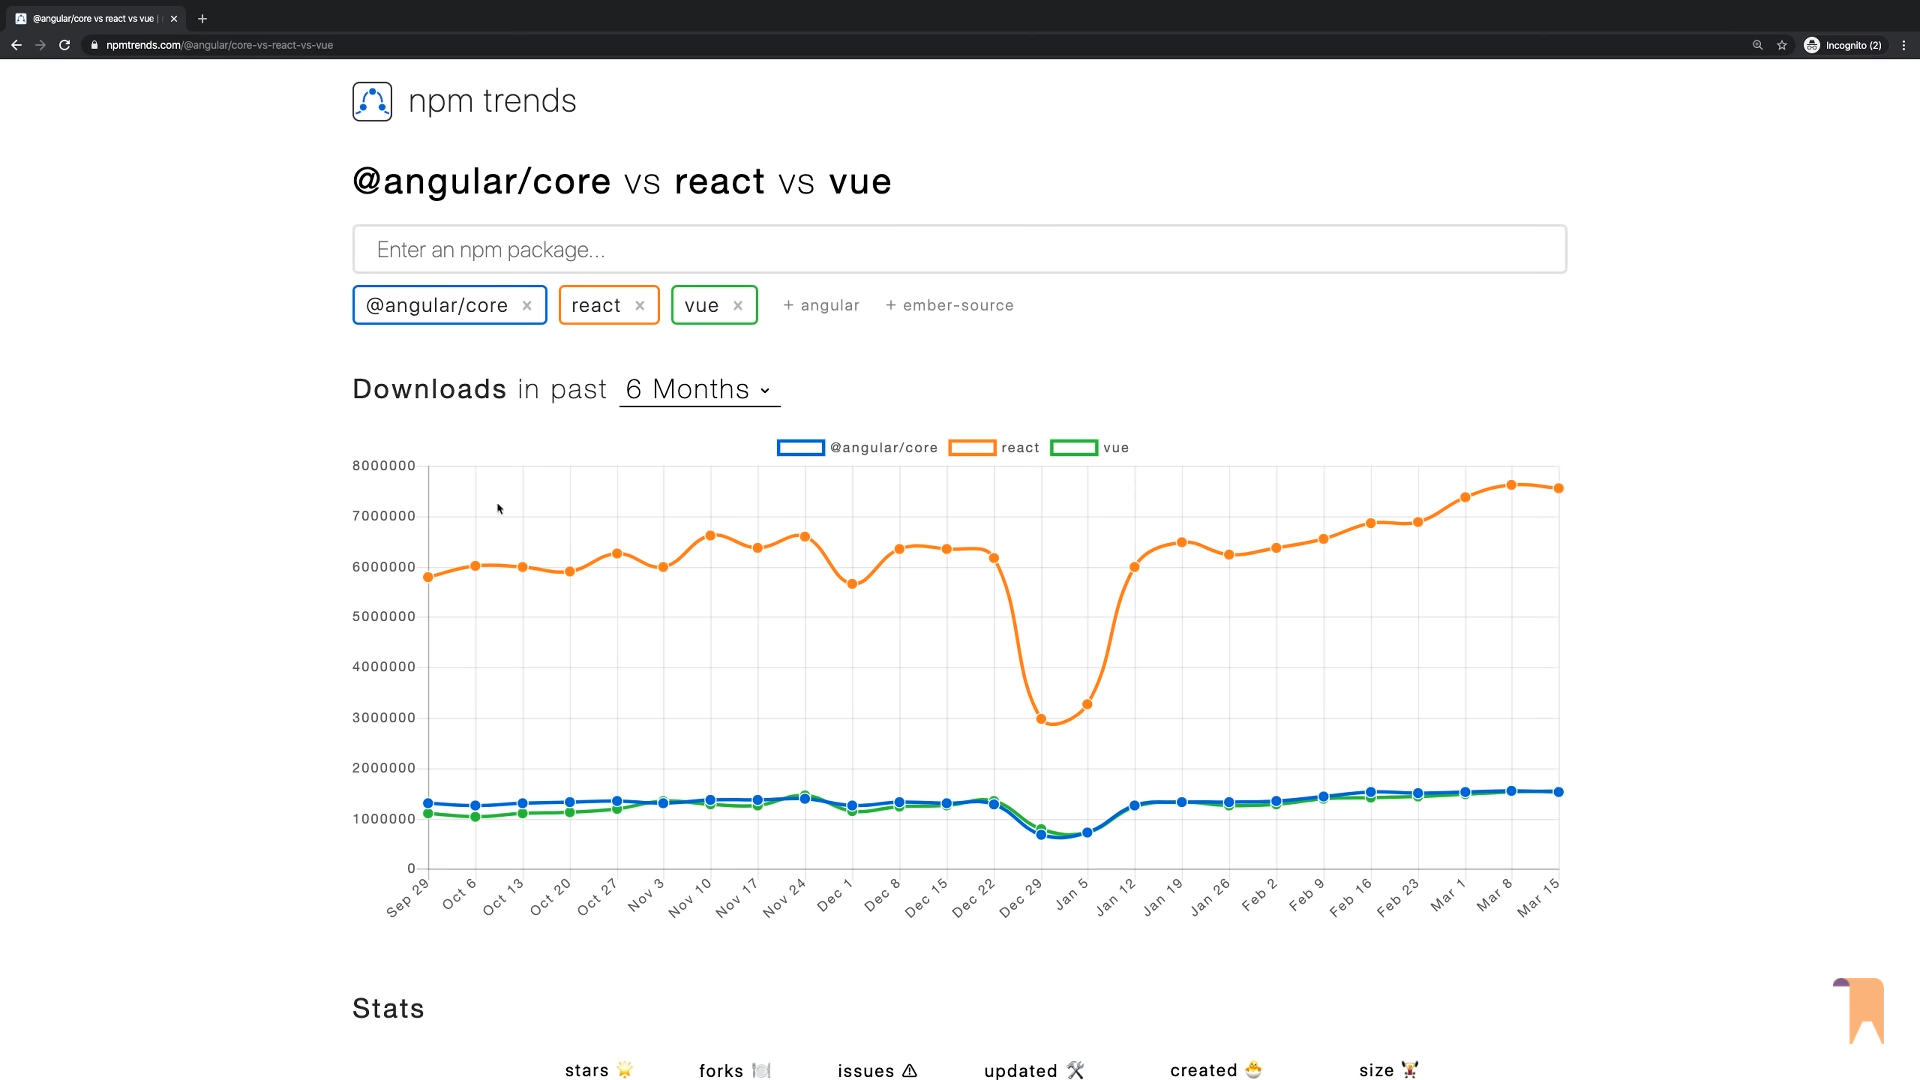 @angular/core vs react vs vue |
npmtrends.com/@angular/core-vs-react-vs-vue
Incognito (2)
npm trends
@angular/core vs react vs vue
Enter an npm package...
@angular/core × react × vue × + angular + ember-source
Downloads in past 6 Months
@angular/core react vue
8000000
7000000
6000000
5000000
4000000
3000000
2000000
1000000
0
Sep 29 Oct 6 Oct 13 Oct 20 Oct 27 Nov 3 Nov 10 Nov 17 Nov 24 Dec 1 Dec 8 Dec 15 Dec 22 Dec 29 Jan 5 Jan 12 Jan 19 Jan 26 Feb 2 Feb 9 Feb 16 Feb 23 Mar 1 Mar 8 Mar 15
Stats
stars 🌟 forks 🍽 issues ⚠ updated 🛠 created 🐣 size 🏋